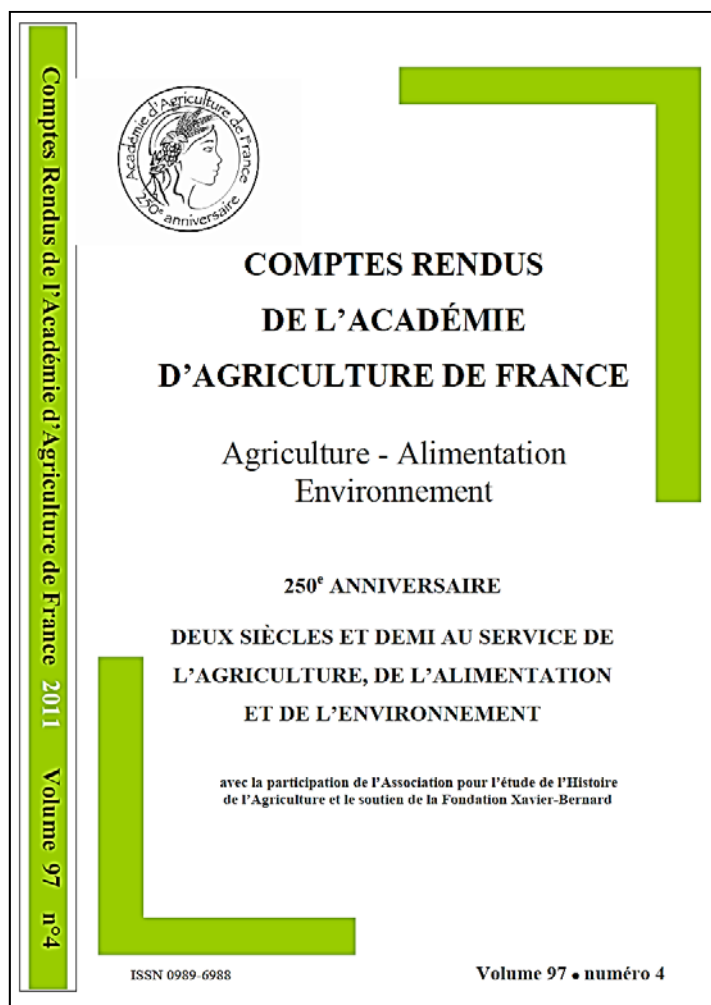 Comptes Rendus de l'Académie d'Agriculture de France 2011 Volume 97 n°4
Académie d'Agriculture de France
250e anniversaire
COMPTES RENDUS
DE L'ACADÉMIE
D'AGRICULTURE DE FRANCE
Agriculture - Alimentation
Environnement
250e ANNIVERSAIRE
DEUX SIÈCLES ET DEMI AU SERVICE DE
L'AGRICULTURE, DE L'ALIMENTATION
ET DE L'ENVIRONNEMENT
avec la participation de l'Association pour l'étude de l'Histoire
de l'Agriculture et le soutien de la Fondation Xavier-Bernard
ISSN 0989-6988
Volume 97 • numéro 4